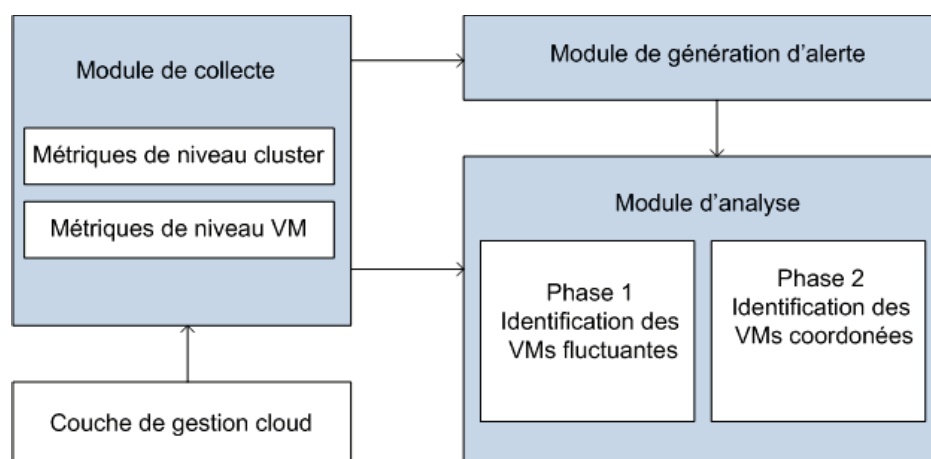 Module de collecte
Métriques de niveau cluster
Métriques de niveau VM
Couche de gestion cloud
Module de génération d'alerte
Module d'analyse
Phase 1
Identification des
VMs fluctuantes
Phase 2
Identification des
VMs coordonées